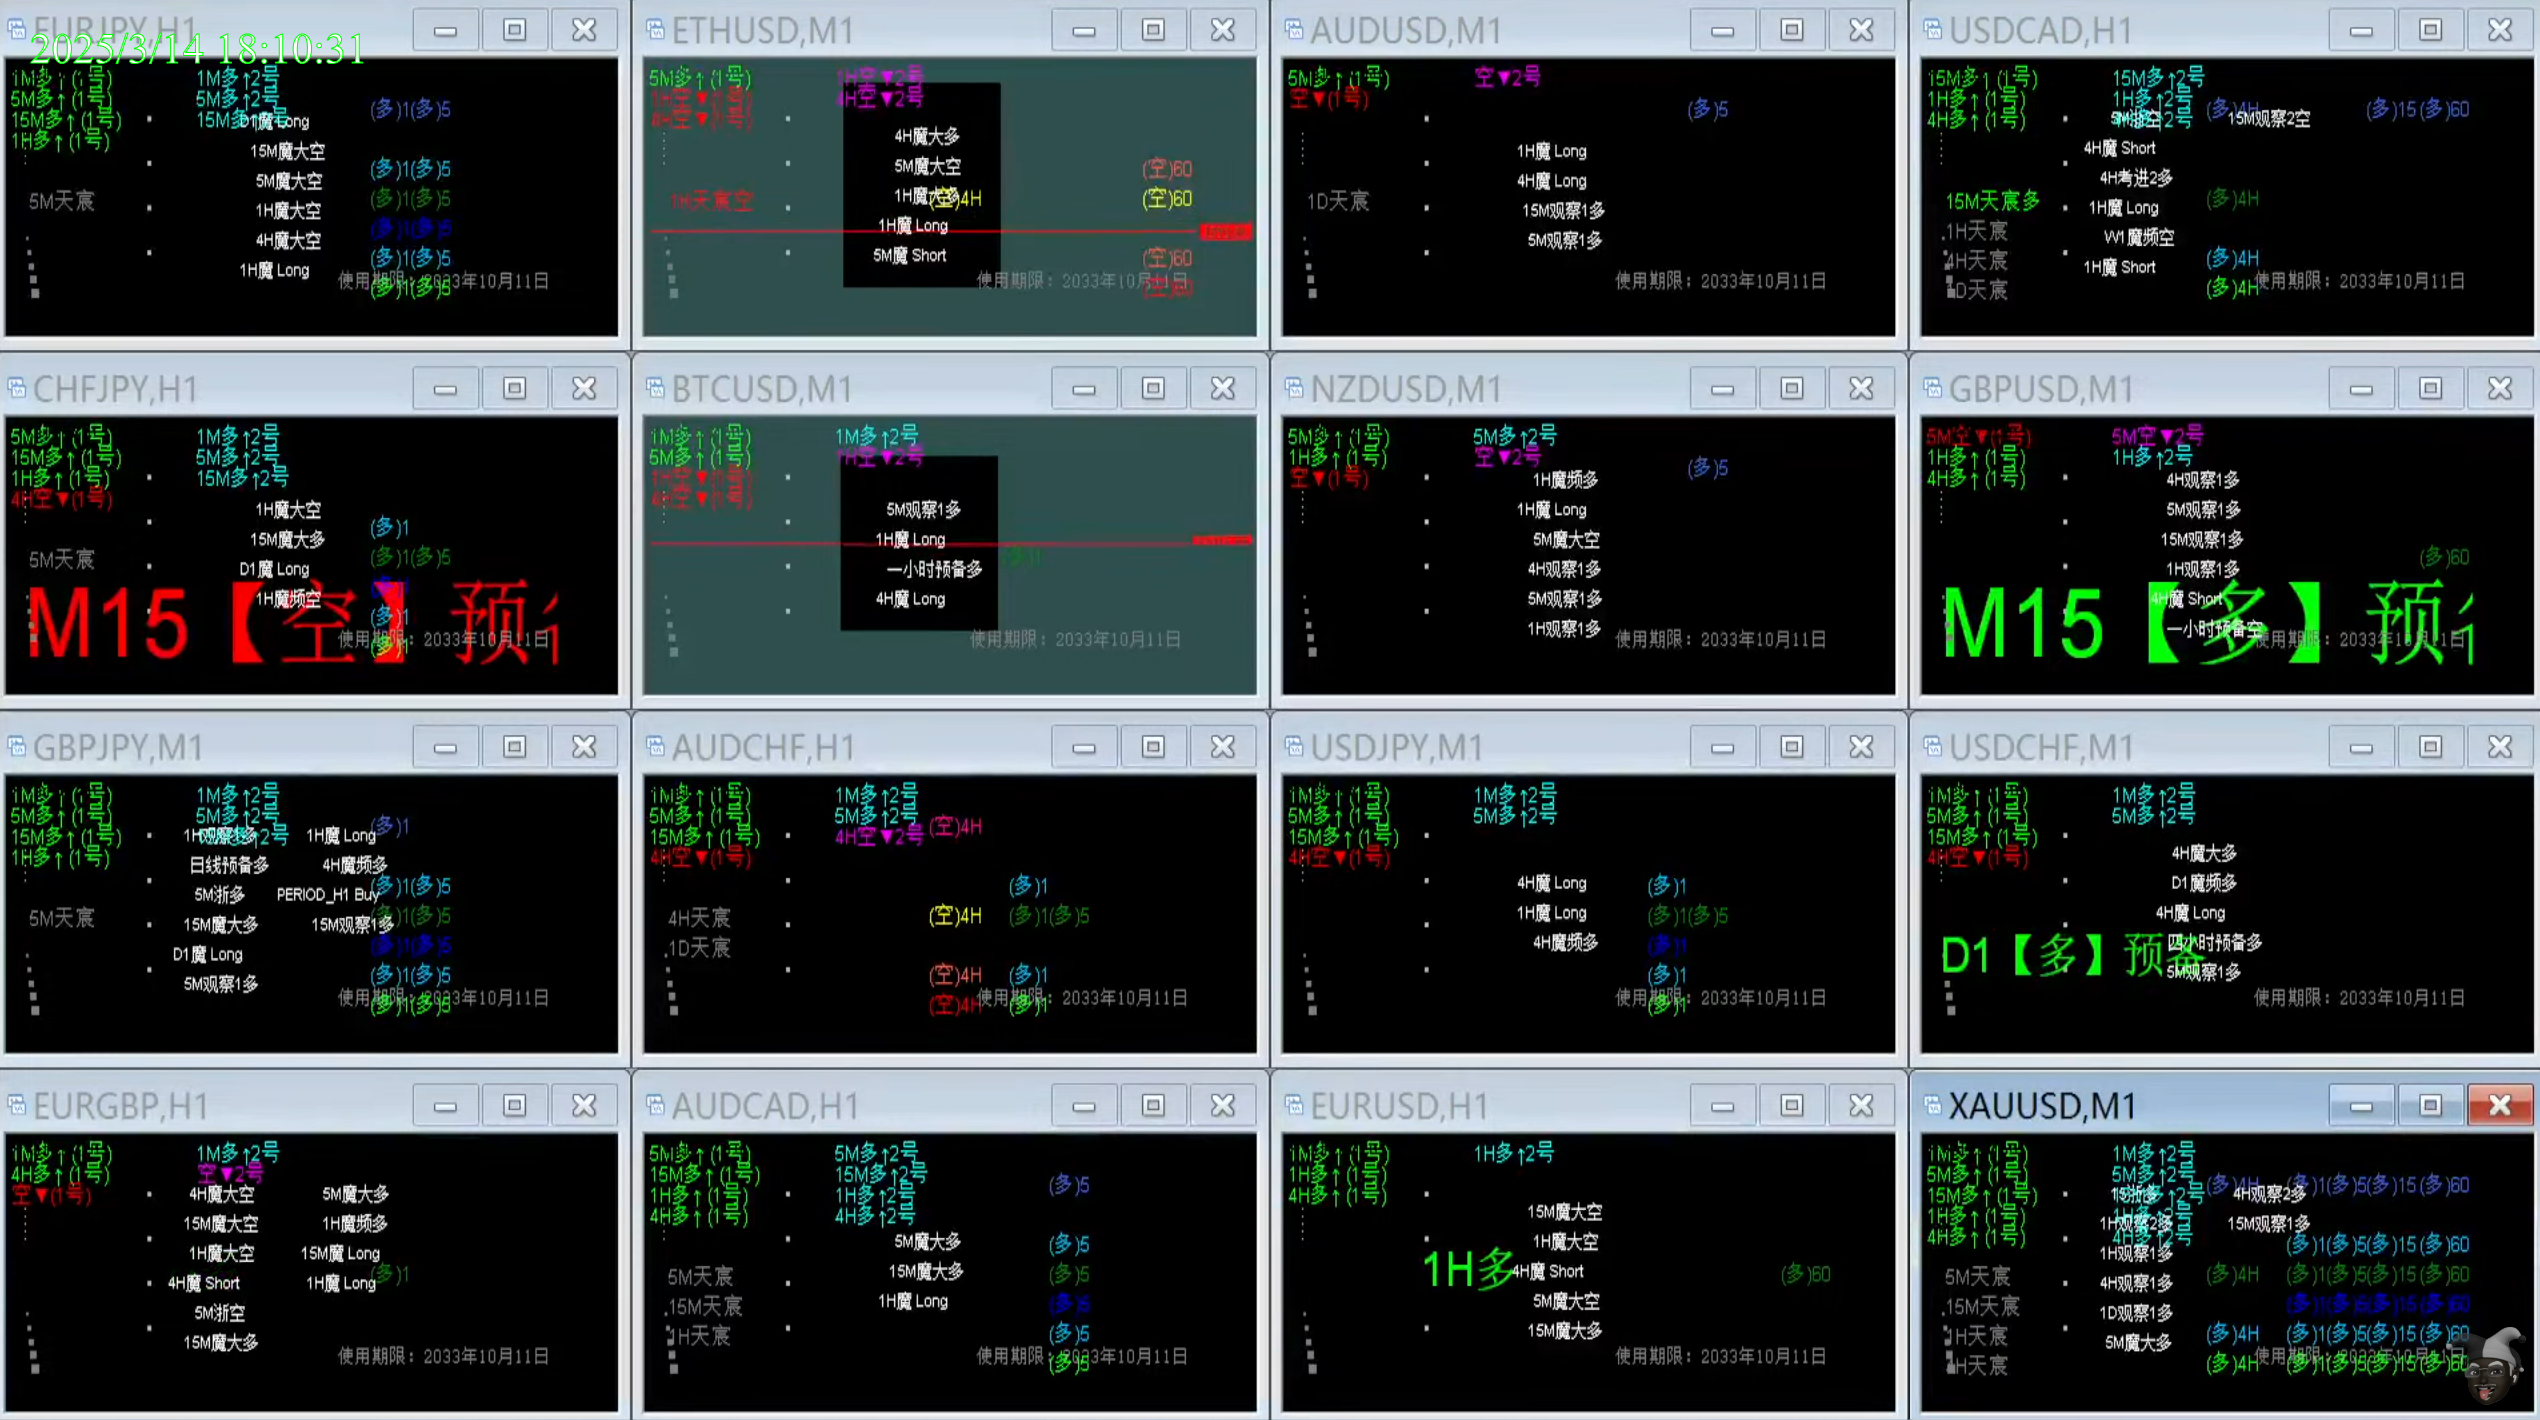 EURJPY,H1
2025/3/14 18:10:31
1M多↑(1号) 1M多↑2号
5M多↑(1号) 5M多↑2号 (多)1(多)5
15M多↑(1号) 15M多↑2号 D1魔 Long
1H多↑(1号)
15M魔大空
5M魔大空 (多)1(多)5
5M天宸 1H魔大空 (多)1(多)5
4H魔大空 (多)1(多)5
1H魔 Long (多)1(多)5
使用期限: 2033年10月11日
(多)1(多)5
ETHUSD,M1
5M多↑(1号) 1H空▼2号
1H空▼(1号) 4H空▼2号
4H空▼(1号)
4H魔大多
5M魔大空 (空)60
1H天宸空 1H魔大多 (空)4H (空)60
1H魔 Long
5M魔 Short (空)60
使用期限: 2033年10月11日
(空)60
AUDUSD,M1
5M多↑(1号) 空▼2号
空▼(1号) (多)5
1H魔 Long
4H魔 Long
1D天宸 15M观察1多
5M观察1多
使用期限: 2033年10月11日
USDCAD,H1
15M多↑(1号) 15M多↑2号
1H多↑(1号) 1H多↑2号 (多)4H (多)15(多)60
4H多↑(1号) 4H多↑2号 15M观察2空
4H魔 Short
4H考进2多
15M天宸多 1H魔 Long (多)4H
1H天宸 W1魔频空
4H天宸 1H魔 Short (多)4H
1D天宸 (多)4H 使用期限: 2033年10月11日
CHFJPY,H1
5M多↑(1号) 1M多↑2号
15M多↑(1号) 5M多↑2号
1H多↑(1号) 15M多↑2号
4H空▼(1号) 1H魔大空
15M魔大多 (多)1
5M天宸 D1魔 Long (多)1(多)5
1H魔频空 (多)1
M15【空】预 (多)1
使用期限: 2033年10月11日
(多)1
BTCUSD,M1
1M多↑(1号) 1M多↑2号
5M多↑(1号) 1H空▼2号
1H空▼(1号)
4H空▼(1号) 5M观察1多
1H魔 Long (多)1
一小时预备多
4H魔 Long
使用期限: 2033年10月11日
NZDUSD,M1
5M多↑(1号) 5M多↑2号
1H多↑(1号) 空▼2号 (多)5
空▼(1号) 1H魔频多
1H魔 Long
5M魔大空
4H观察1多
5M观察1多
1H观察1多
使用期限: 2033年10月11日
GBPUSD,M1
5M空▼(1号) 5M空▼2号
1H多↑(1号) 1H多↑2号
4H多↑(1号) 4H观察1多
5M观察1多
15M观察1多 (多)60
1H观察1多
4H魔 Short
M15【多】预
一小时预备空
使用期限: 2033年10月11日
GBPJPY,M1
1M多↑(1号) 1M多↑2号
5M多↑(1号) 5M多↑2号 (多)1
15M多↑(1号) 15M多↑2号 1H观察1多 1H魔 Long
1H多↑(1号) 日线预备多 4H魔频多
5M浙多 PERIOD_H1 Buy (多)1(多)5
5M天宸 15M魔大多 15M观察1多 (多)1(多)5
D1魔 Long (多)1(多)5
5M观察1多 (多)1(多)5
使用期限: 2033年10月11日
(多)1(多)5
AUDCHF,H1
1M多↑(1号) 1M多↑2号
5M多↑(1号) 5M多↑2号 (空)4H
15M多↑(1号) 4H空▼2号
4H空▼(1号)
(多)1
4H天宸 (空)4H (多)1(多)5
1D天宸
(空)4H (多)1
(空)4H (多)1 使用期限: 2033年10月11日
USDJPY,M1
1M多↑(1号) 1M多↑2号
5M多↑(1号) 5M多↑2号
15M多↑(1号)
4H空▼(1号)
4H魔 Long (多)1
1H魔 Long (多)1(多)5
4H魔频多 (多)1
(多)1
使用期限: 2033年10月11日
(多)1
USDCHF,M1
1M多↑(1号) 1M多↑2号
5M多↑(1号) 5M多↑2号
15M多↑(1号)
4H空▼(1号) 4H魔大多
D1魔频多
4H魔 Long
D1【多】预备 四小时预备多
5M观察1多
使用期限: 2033年10月11日
EURGBP,H1
1M多↑(1号) 1M多↑2号
4H多↑(1号) 空▼2号
空▼(1号) 4H魔大空 5M魔大多
15M魔大空 1H魔频多
1H魔大空 15M魔 Long
4H魔 Short 1H魔 Long (多)1
5M浙空
15M魔大多
使用期限: 2033年10月11日
AUDCAD,H1
5M多↑(1号) 5M多↑2号
15M多↑(1号) 15M多↑2号 (多)5
1H多↑(1号) 1H多↑2号
4H多↑(1号) 4H多↑2号
5M魔大多 (多)5
5M天宸 15M魔大多 (多)5
15M天宸 1H魔 Long (多)5
1H天宸 (多)5
使用期限: 2033年10月11日
(多)5
EURUSD,H1
1M多↑(1号) 1H多↑2号
1H多↑(1号)
4H多↑(1号)
15M魔大空
1H魔大空
1H多 4H魔 Short (多)60
5M魔大空
15M魔大多
使用期限: 2033年10月11日
XAUUSD,M1
1M多↑(1号) 1M多↑2号
5M多↑(1号) 5M多↑2号 (多)4H (多)1(多)5(多)15(多)60
15M多↑(1号) 15M多↑2号 4H观察2多
1H多↑(1号) 1H多↑2号 1H观察2多 15M观察1多
4H多↑(1号) 4H多↑2号 (多)1(多)5(多)15(多)60
1H观察1多
5M天宸 4H观察1多 (多)4H (多)1(多)5(多)15(多)60
15M天宸 1D观察1多 (多)1(多)5(多)15(多)60
1H天宸 5M魔大多 (多)4H (多)1(多)5(多)15(多)60
4H天宸 (多)4H (多)1(多)5(多)15(多)60
使用期限: 2033年10月11日